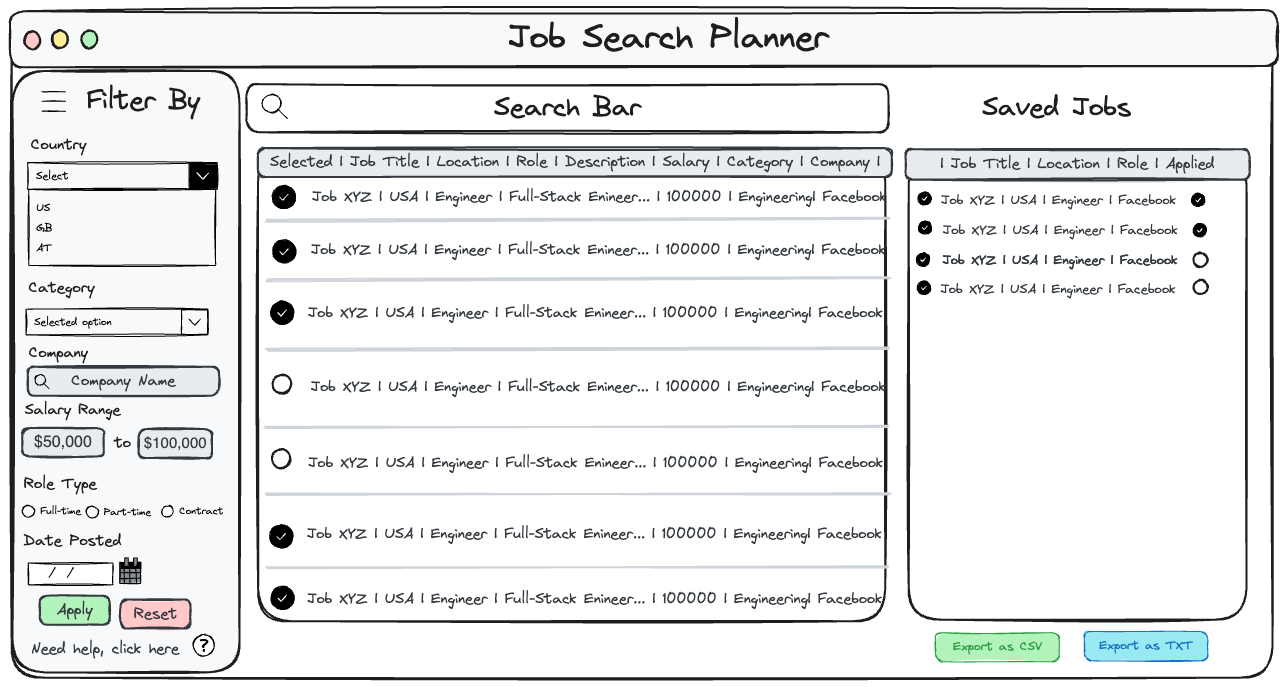 Job Search Planner
Filter By
Country
Select
US
GB
AT
Category
Selected option
Company
Company Name
Salary Range
$50,000 to $100,000
Role Type
Full-time Part-time Contract
Date Posted
/ /
Apply Reset
Need help, click here ?
Search Bar
Selected | Job Title | Location | Role | Description | Salary | Category | Company |
Job XYZ | USA | Engineer | Full-Stack Enineer... | 100000 | Engineering| Facebook
Job XYZ | USA | Engineer | Full-Stack Enineer... | 100000 | Engineering| Facebook
Job XYZ | USA | Engineer | Full-Stack Enineer... | 100000 | Engineering| Facebook
Job XYZ | USA | Engineer | Full-Stack Enineer... | 100000 | Engineering| Facebook
Job XYZ | USA | Engineer | Full-Stack Enineer... | 100000 | Engineering| Facebook
Job XYZ | USA | Engineer | Full-Stack Enineer... | 100000 | Engineering| Facebook
Job XYZ | USA | Engineer | Full-Stack Enineer... | 100000 | Engineering| Facebook
Saved Jobs
| Job Title | Location | Role | Applied
Job XYZ | USA | Engineer | Facebook
Job XYZ | USA | Engineer | Facebook
Job XYZ | USA | Engineer | Facebook
Job XYZ | USA | Engineer | Facebook
Export as CSV Export as TXT